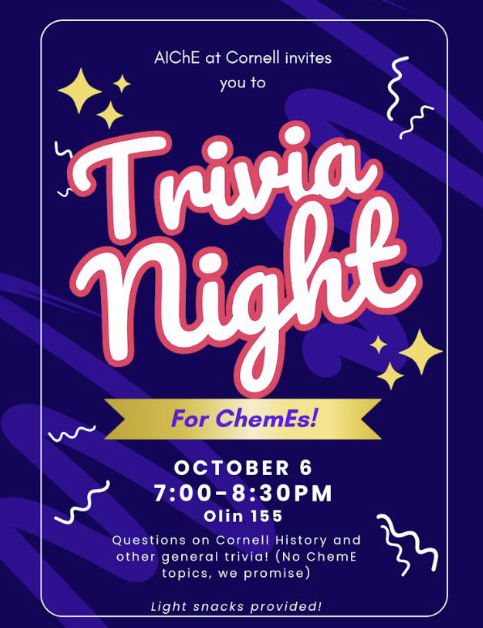 AIChE at Cornell invites
you to
Trivia
Night
For ChemEs!
OCTOBER 6
7:00-8:30PM
Olin 155
Questions on Cornell History and
other general trivia! (No ChemE
topics, we promise)
Light snacks provided!